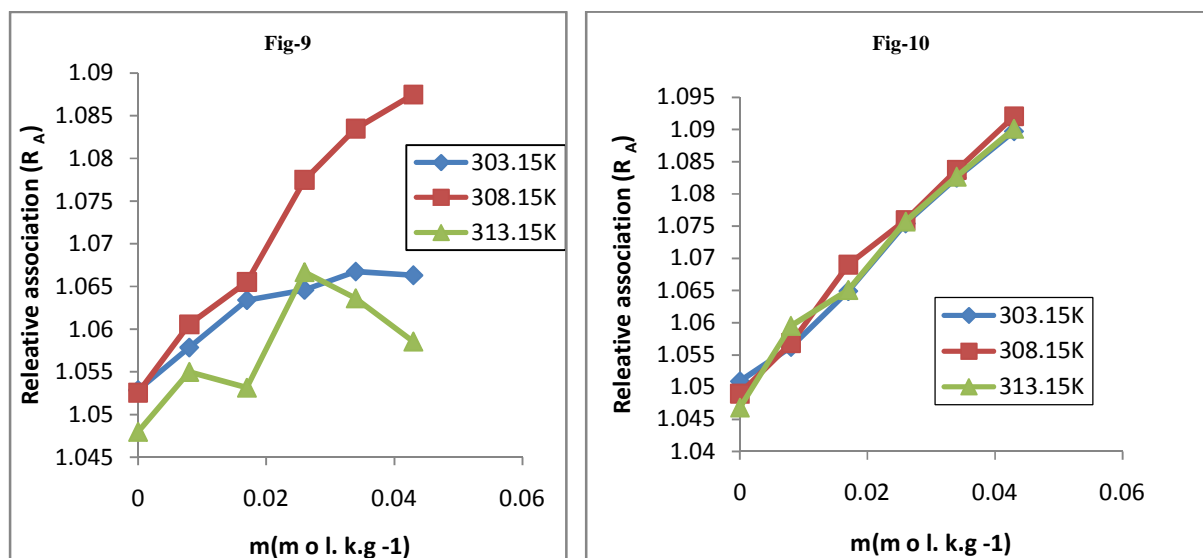 Fig-9
Releative association (R A)
1.09
1.085
1.08
1.075
1.07
1.065
1.06
1.055
1.05
1.045
303.15K
308.15K
313.15K
0
0.02
0.04
0.06
m(m o l. k.g -1)
Fig-10
Releative association (R A)
1.095
1.09
1.085
1.08
1.075
1.07
1.065
1.06
1.055
1.05
1.045
1.04
303.15K
308.15K
313.15K
0
0.02
0.04
0.06
m(m o l. k.g -1)